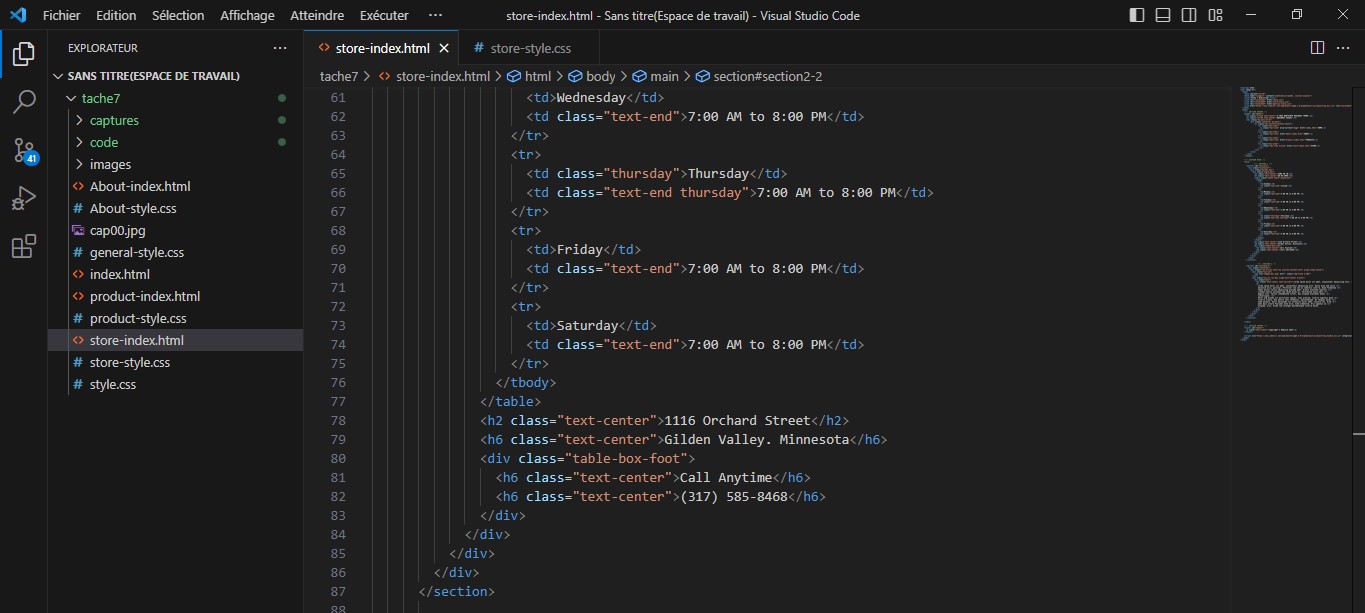 Fichier Edition Sélection Affichage Atteindre Exécuter ··· store-index.html - Sans titre(Espace de travail) - Visual Studio Code
EXPLORATEUR ···
SANS TITRE(ESPACE DE TRAVAIL)
tache7
captures
code
images
About-index.html
About-style.css
cap00.jpg
general-style.css
index.html
product-index.html
product-style.css
store-index.html
store-style.css
style.css
41
store-index.html # store-style.css
tache7 > store-index.html > html > body > main > section#section2-2
61 <td>Wednesday</td>
62 <td class="text-end">7:00 AM to 8:00 PM</td>
63 </tr>
64 <tr>
65 <td class="thursday">Thursday</td>
66 <td class="text-end thursday">7:00 AM to 8:00 PM</td>
67 </tr>
68 <tr>
69 <td>Friday</td>
70 <td class="text-end">7:00 AM to 8:00 PM</td>
71 </tr>
72 <tr>
73 <td>Saturday</td>
74 <td class="text-end">7:00 AM to 8:00 PM</td>
75 </tr>
76 </tbody>
77 </table>
78 <h2 class="text-center">1116 Orchard Street</h2>
79 <h6 class="text-center">Gilden Valley. Minnesota</h6>
80 <div class="table-box-foot">
81 <h6 class="text-center">Call Anytime</h6>
82 <h6 class="text-center">(317) 585-8468</h6>
83 </div>
84 </div>
85 </div>
86 </div>
87 </section>
88